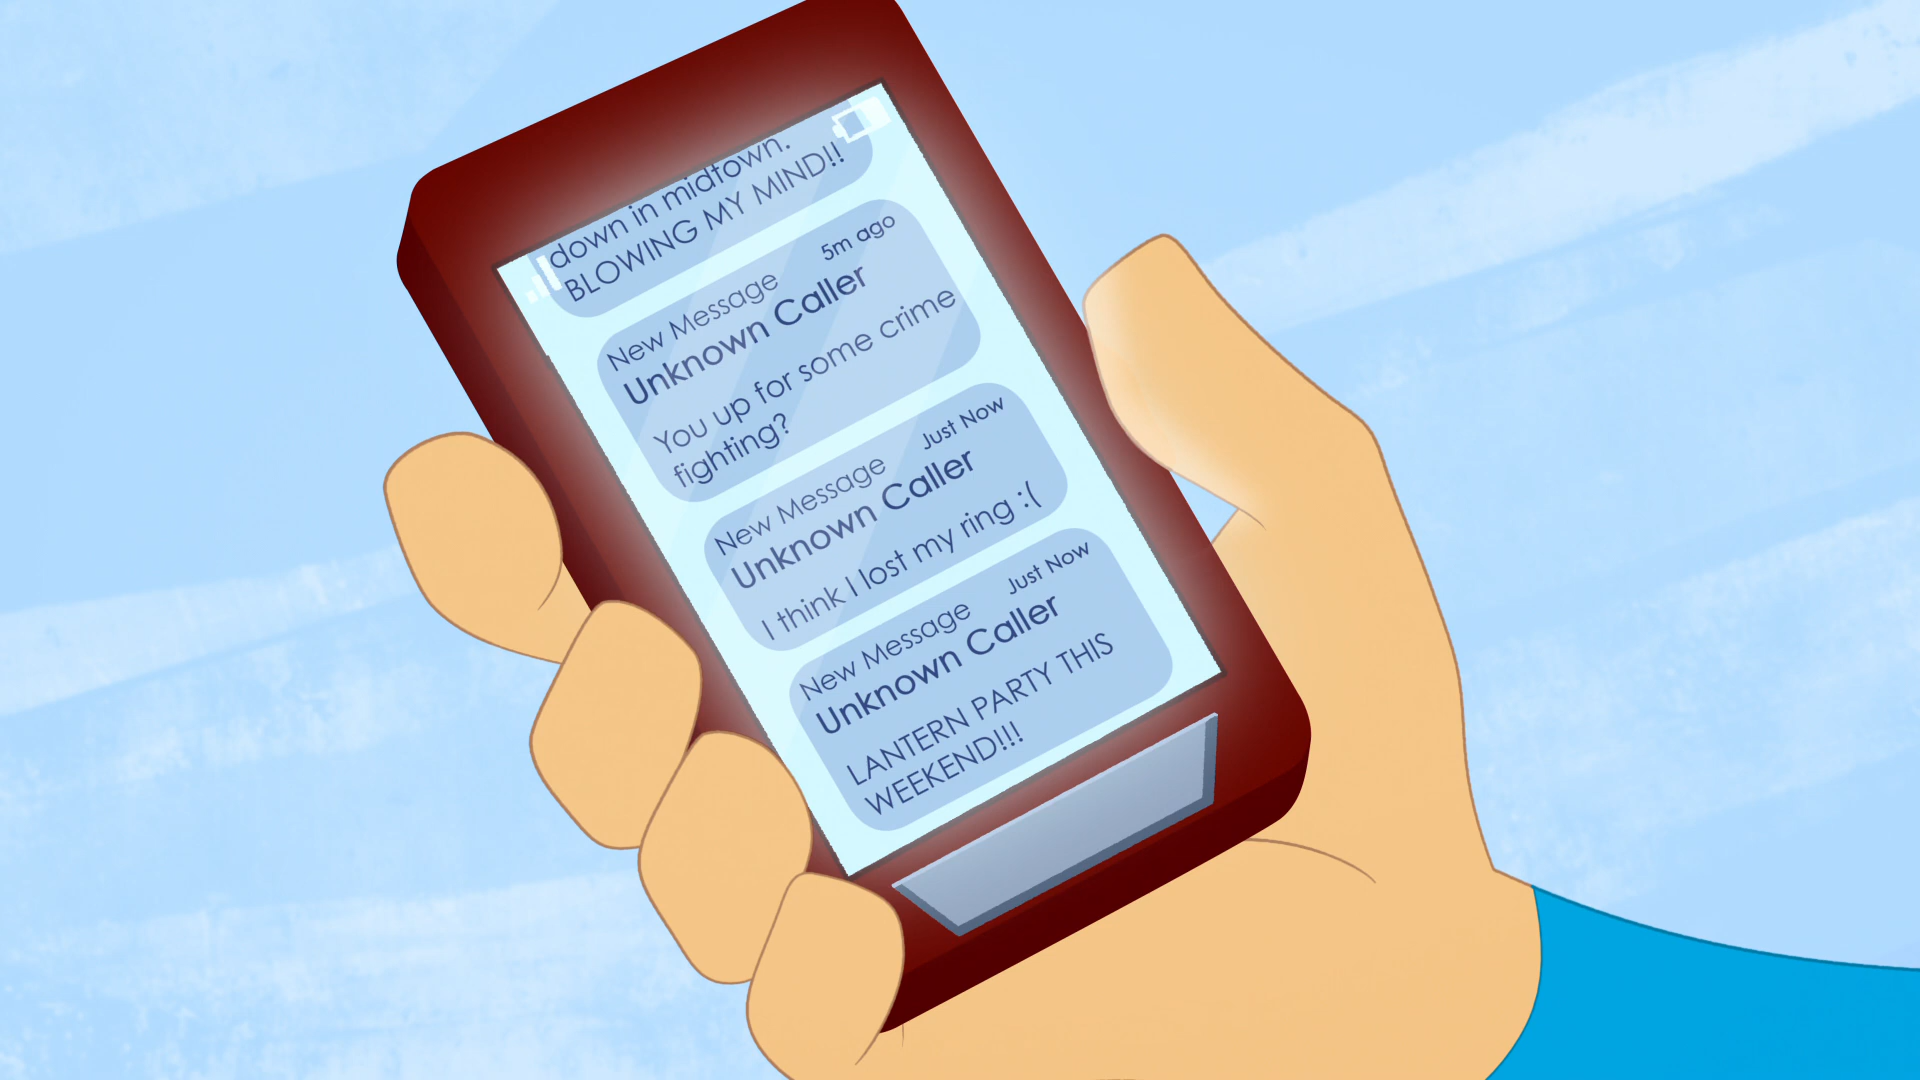 down in midtown.
BLOWING MY MIND!!
New Message
5m ago
Unknown Caller
You up for some crime
fighting?
New Message
Just Now
Unknown Caller
I think I lost my ring :(
New Message
Just Now
Unknown Caller
LANTERN PARTY THIS
WEEKEND!!!